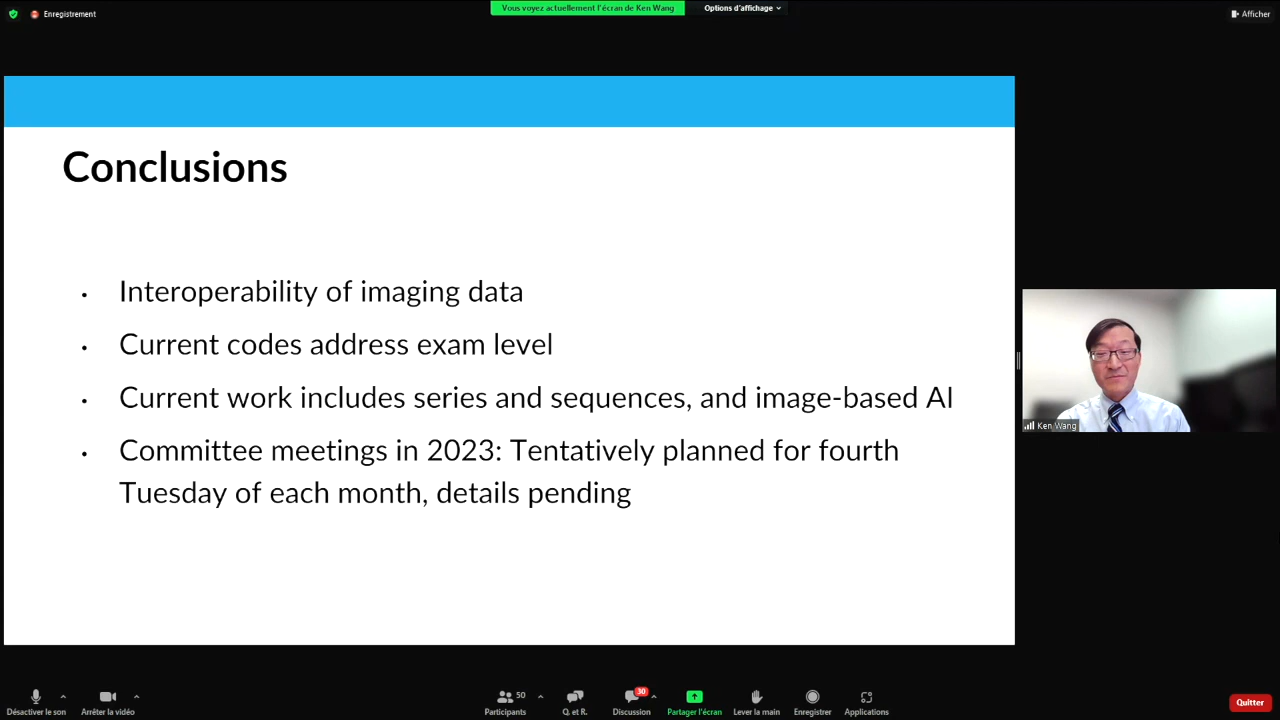 Enregistrement
Vous voyez actuellement l'écran de Ken Wang
Options d'affichage
Afficher
Conclusions
• Interoperability of imaging data
• Current codes address exam level
• Current work includes series and sequences, and image-based AI
• Committee meetings in 2023: Tentatively planned for fourth
Tuesday of each month, details pending
Ken Wang
Désactiver le son
Arrêter la vidéo
50
Participants
Q. et R.
30
Discussion
Partager l'écran
Lever la main
Enregistrer
Applications
Quitter